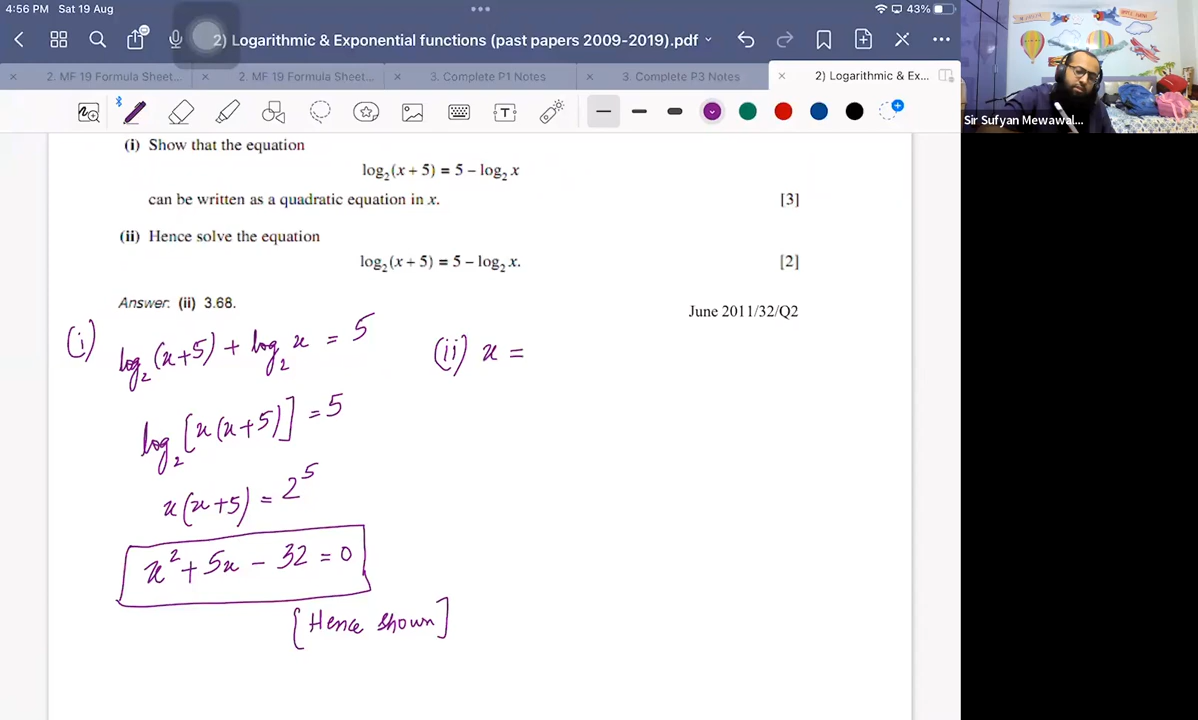 4:56 PM Sat 19 Aug
43%
2) Logarithmic & Exponential functions (past papers 2009-2019).pdf
2. MF 19 Formula Sheet...
2. MF 19 Formula Sheet...
3. Complete P1 Notes
3. Complete P3 Notes
2) Logarithmic & Ex...
Sir Sufyan Mewawal...
(i) Show that the equation
log₂(x + 5) = 5 − log₂ x
can be written as a quadratic equation in x. [3]
(ii) Hence solve the equation
log₂(x + 5) = 5 − log₂ x. [2]
Answer: (ii) 3.68.
June 2011/32/Q2
(i) log₂(x+5) + log₂ x = 5
log₂[x(x+5)] = 5
x(x+5) = 2⁵
x² + 5x − 32 = 0
[Hence shown]
(ii) x =